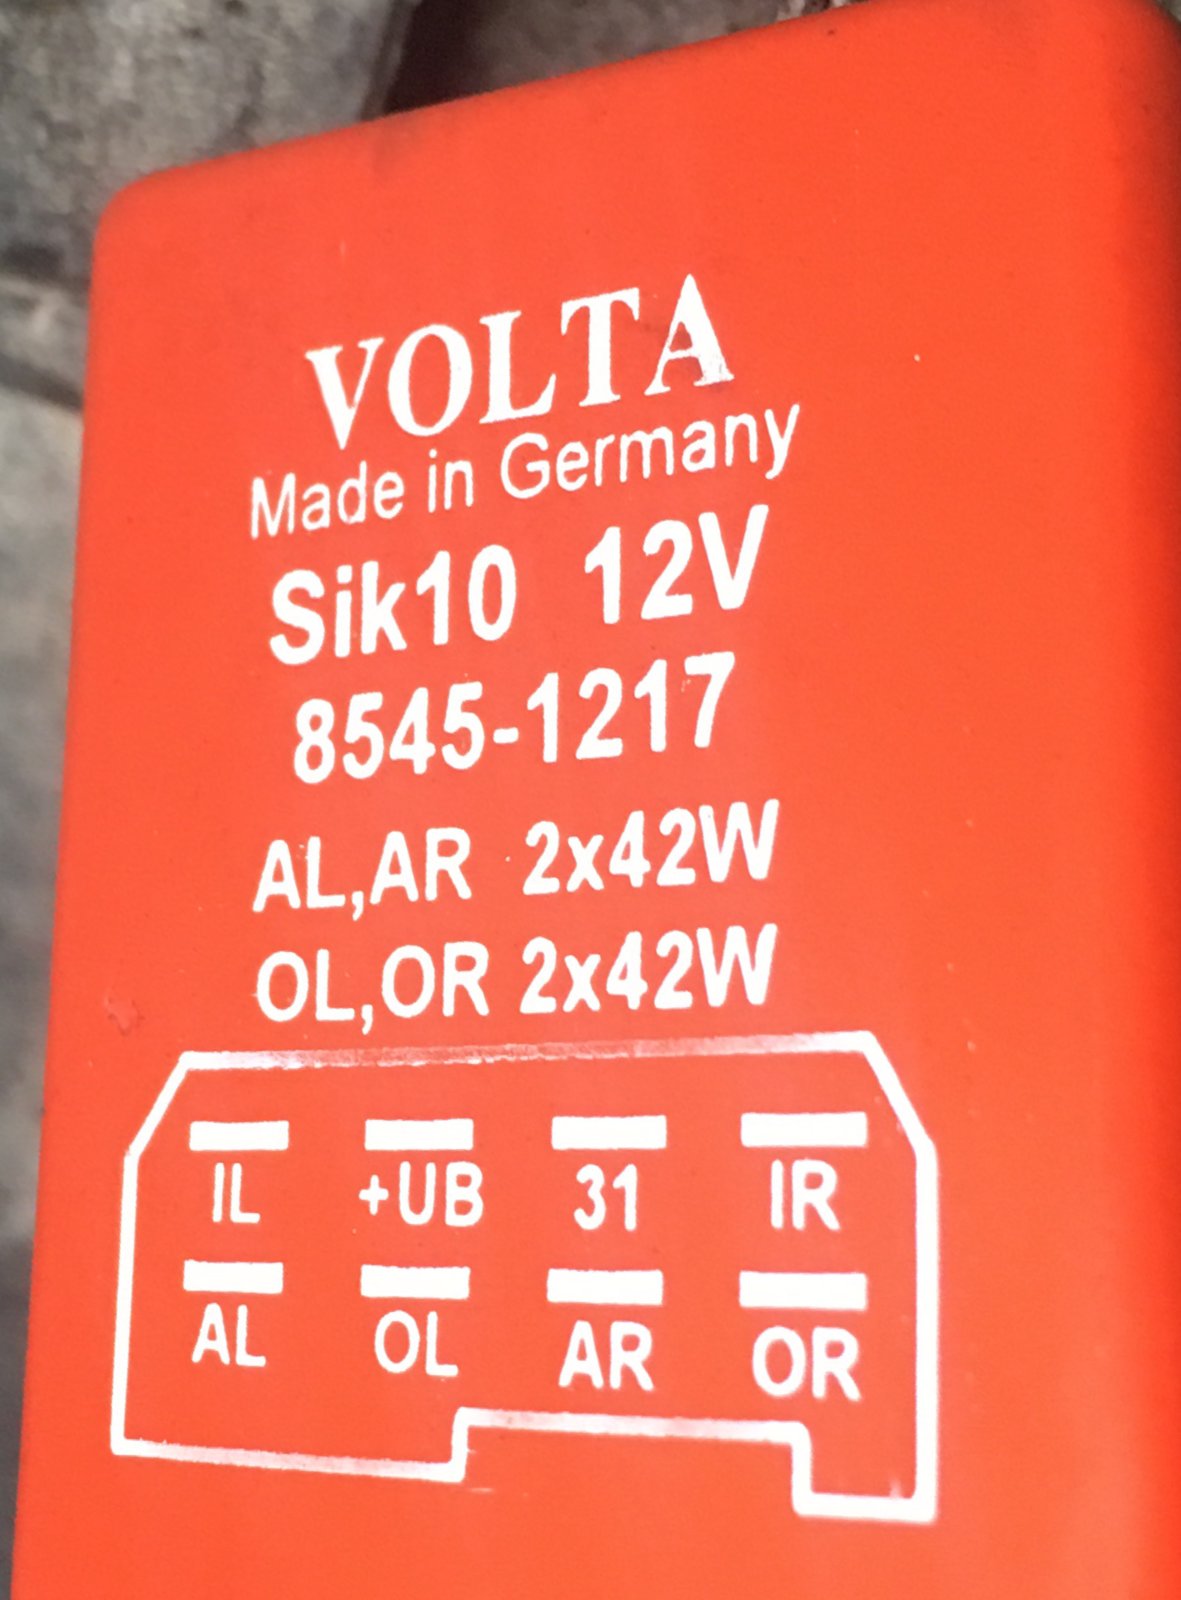 VOLTA
Made in Germany
Sik10 12V
8545-1217
AL,AR 2x42W
OL,OR 2x42W
IL +UB 31 IR
AL OL AR OR